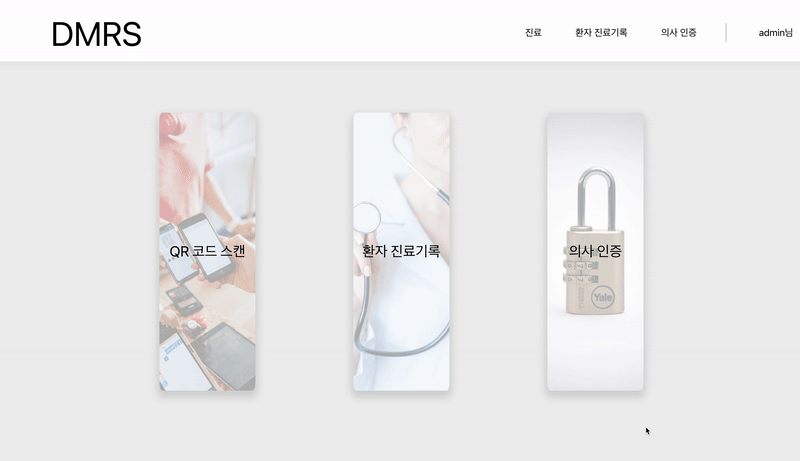 DMRS
진료
환자 진료기록
의사 인증
admin님
QR 코드 스캔
환자 진료기록
의사 인증
Yale